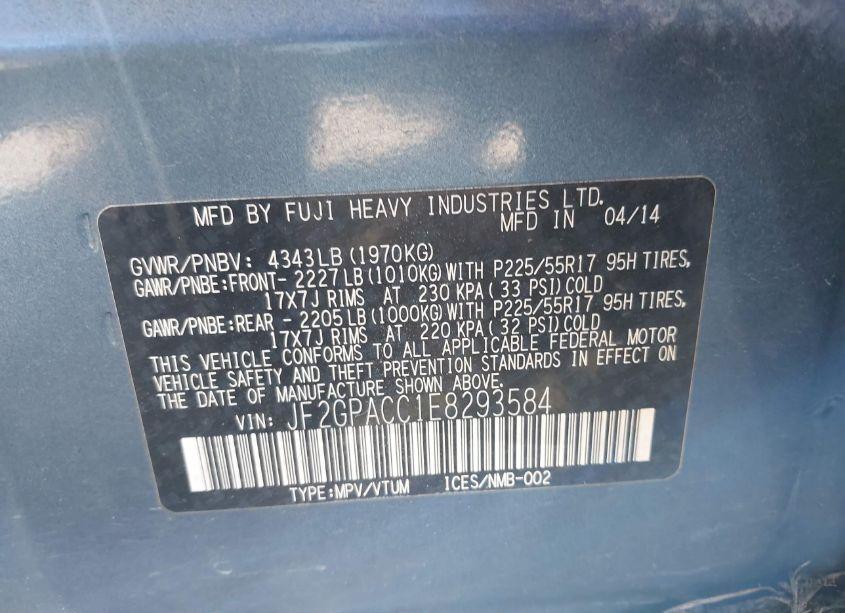 MFD BY FUJI HEAVY INDUSTRIES LTD.
MFD IN 04/14
GVWR/PNBV: 4343LB(1970KG)
GAWR/PNBE:FRONT- 2227LB(1010KG)WITH P225/55R17 95H TIRES,
17X7J RIMS AT 230 KPA( 33 PSI)COLD
GAWR/PNBE:REAR - 2205LB(1000KG)WITH P225/55R17 95H TIRES,
17X7J RIMS AT 220 KPA( 32 PSI)COLD
THIS VEHICLE CONFORMS TO ALL APPLICABLE FEDERAL MOTOR
VEHICLE SAFETY AND THEFT PREVENTION STANDARDS IN EFFECT ON
THE DATE OF MANUFACTURE SHOWN ABOVE.
VIN: JF2GPACC1E8293584
TYPE:MPV/VTUM ICES/NMB-002